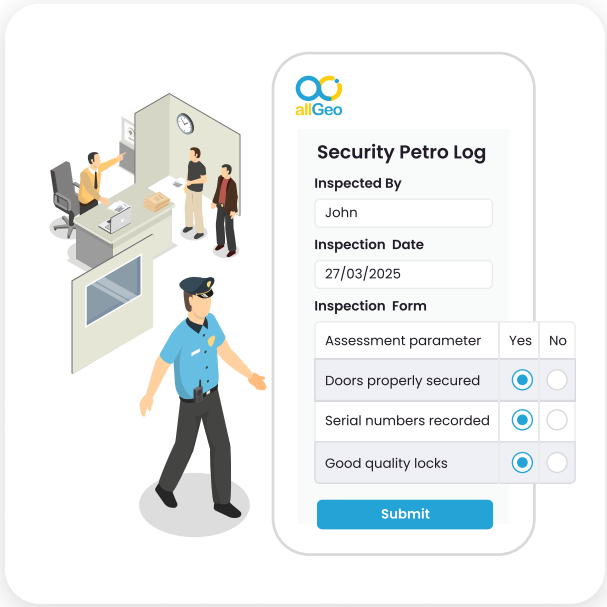 allGeo
Security Petro Log
Inspected By
John
Inspection Date
27/03/2025
Inspection Form
Assessment parameter Yes No
Doors properly secured
Serial numbers recorded
Good quality locks
Submit